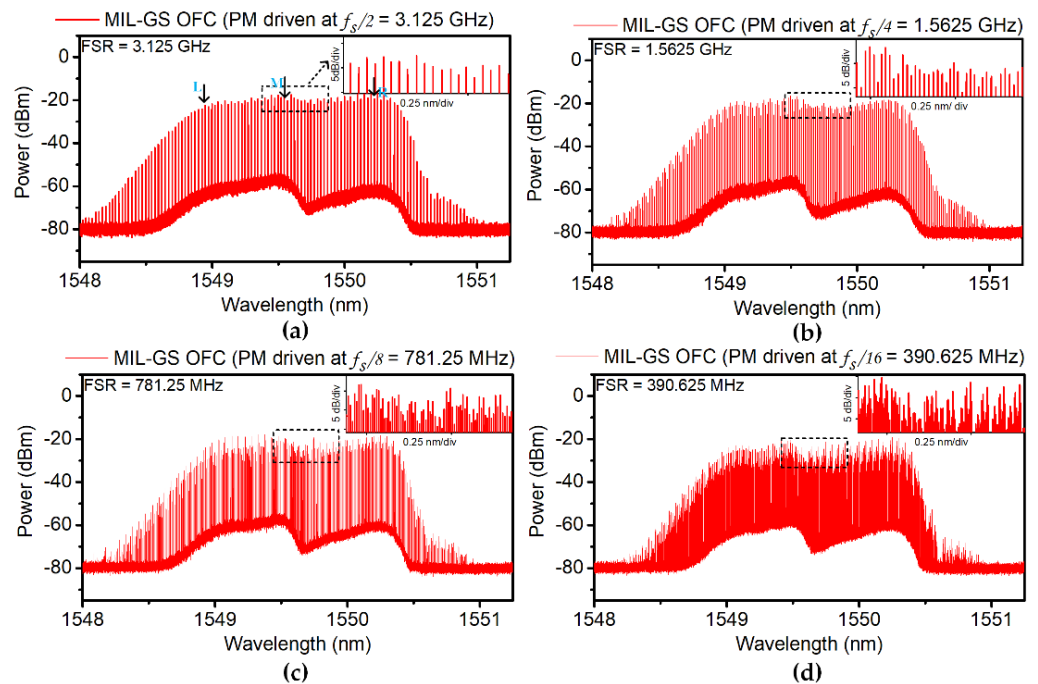 MIL-GS OFC (PM driven at fs/2 = 3.125 GHz)
FSR = 3.125 GHz
5dB/div
0.25 nm/div
L
M
R
0
-20
-40
-60
-80
Power (dBm)
1548
1549
1550
1551
Wavelength (nm)
(a)
MIL-GS OFC (PM driven at fs/4 = 1.5625 GHz)
FSR = 1.5625 GHz
5dB/div
0.25 nm/div
0
-20
-40
-60
-80
Power (dBm)
1548
1549
1550
1551
Wavelength (nm)
(b)
MIL-GS OFC (PM driven at fs/8 = 781.25 MHz)
FSR = 781.25 MHz
5 dB/div
0.25 nm/div
0
-20
-40
-60
-80
Power (dBm)
1548
1549
1550
1551
Wavelength (nm)
(c)
MIL-GS OFC (PM driven at fs/16 = 390.625 MHz)
FSR = 390.625 MHz
5 dB/div
0.25 nm/div
0
-20
-40
-60
-80
Power (dBm)
1548
1549
1550
1551
Wavelength (nm)
(d)